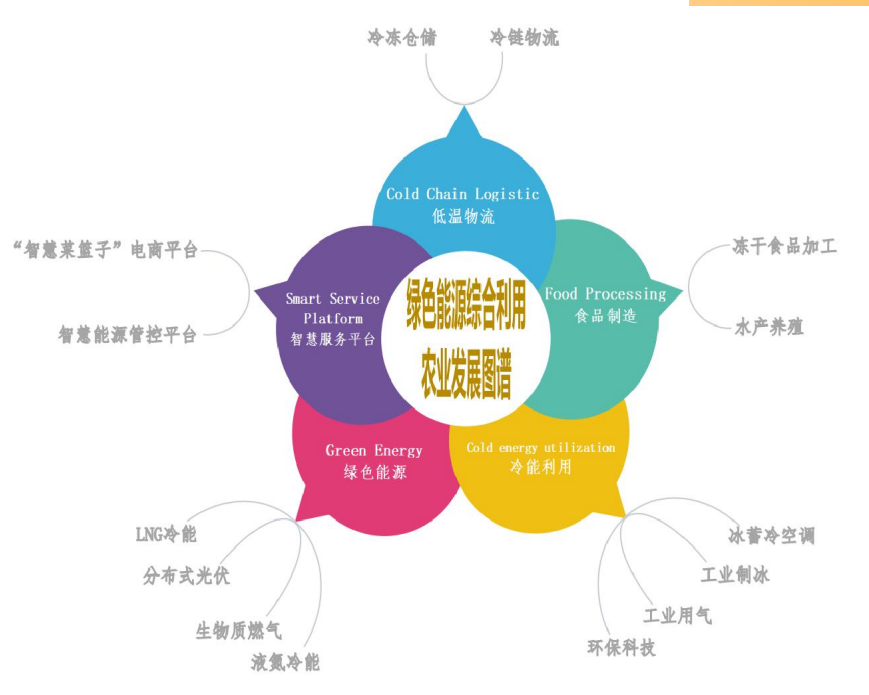 冷冻仓储
冷链物流
Cold Chain Logistic
低温物流
“智慧菜篮子”电商平台
智慧能源管控平台
Smart Service
Platform
智慧服务平台
绿色能源综合利用
农业发展图谱
Food Processing
食品制造
冻干食品加工
水产养殖
Green Energy
绿色能源
Cold energy utilization
冷能利用
LNG冷能
分布式光伏
生物质燃气
液氮冷能
冰蓄冷空调
工业制冰
工业用气
环保科技